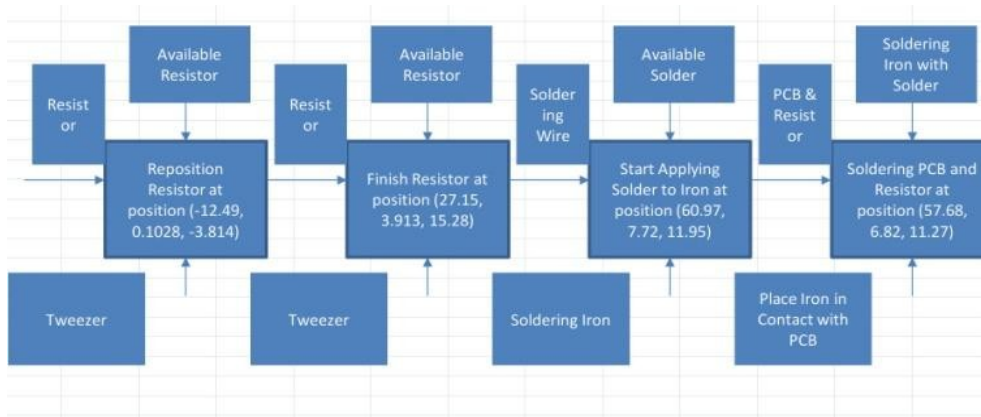 Available
Resistor
Available
Resistor
Available
Solder
Soldering
Iron with
Solder
Resist
or
Resist
or
Solder
ing
Wire
PCB &
Resist
or
Reposition
Resistor at
position (-12.49,
0.1028, -3.814)
Finish Resistor at
position (27.15,
3.913, 15.28)
Start Applying
Solder to Iron at
position (60.97,
7.72, 11.95)
Soldering PCB and
Resistor at
position (57.68,
6.82, 11.27)
Tweezer
Tweezer
Soldering Iron
Place Iron in
Contact with
PCB